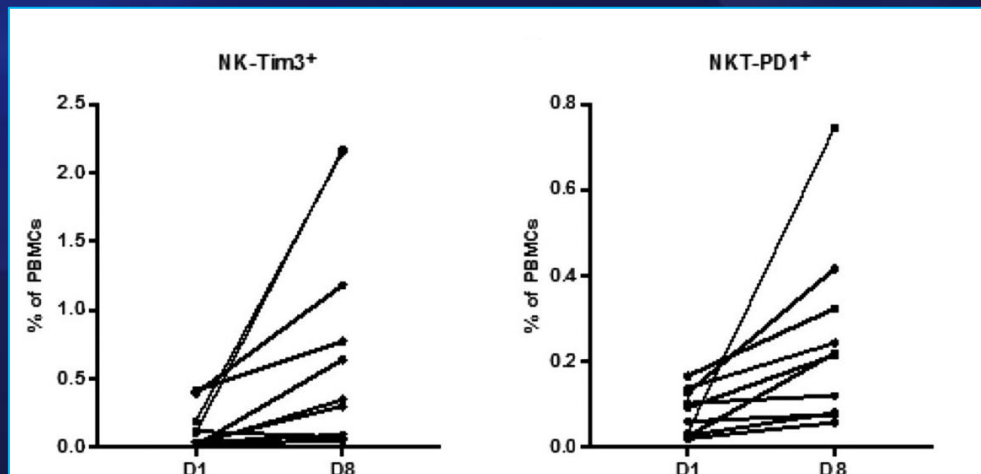 NK-Tim3+
% of PBMCs
2.5
2.0
1.5
1.0
0.5
0.0
D1 D8
NKT-PD1+
% of PBMCs
0.8
0.6
0.4
0.2
0.0
D1 D8